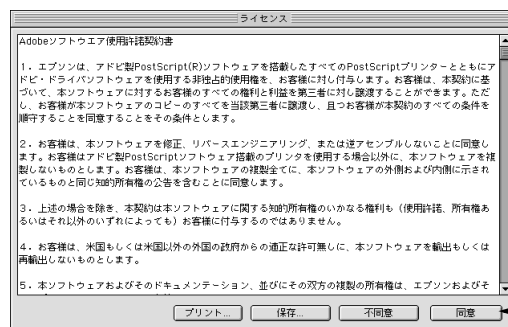 ライセンス
Adobeソフトウエア使用許諾契約書
1. エプソンは、アドビ製PostScript(R)ソフトウェアを搭載したすべてのPostScriptプリンターとともにア
ドビ・ドライバソフトウェアを使用する非独占的使用権を、お客様に対し付与します。お客様は、本契約に基
づいて、本ソフトウェアに対するお客様のすべての権利と利益を第三者に対し譲渡することができます。ただ
し、お客様が本ソフトウェアのコピーのすべてを当該第三者に譲渡し、且つお客様が本契約のすべての条件を
順守することを同意することをその条件とします。
2. お客様は、本ソフトウェアを修正、リバースエンジニアリング、または逆アセンブルしないことに同意し
ます。お客様はアドビ製PostScriptソフトウェア搭載のプリンタを使用する場合以外に、本ソフトウェアを複
製しないものとします。お客様は、本ソフトウェアの複製全てに、本ソフトウェアの外側および内側に示され
ているものと同じ知的所有権の公告を含むことに同意します。
3. 上述の場合を除き、本契約は本ソフトウェアに関する知的所有権のいかなる権利も（使用許諾、所有権あ
るいはそれ以外のいずれによっても）お客様に付与するではありません。
4. お客様は、米国もしくは米国以外の外国の政府からの適正な許可無しに、本ソフトウェアを輸出もしくは
再輸出しないものとします。
5. 本ソフトウェアおよびそのドキュメンテーション、並びにその双方の複製の所有権は、エプソンおよびそ
プリント...
保存...
不同意
同意